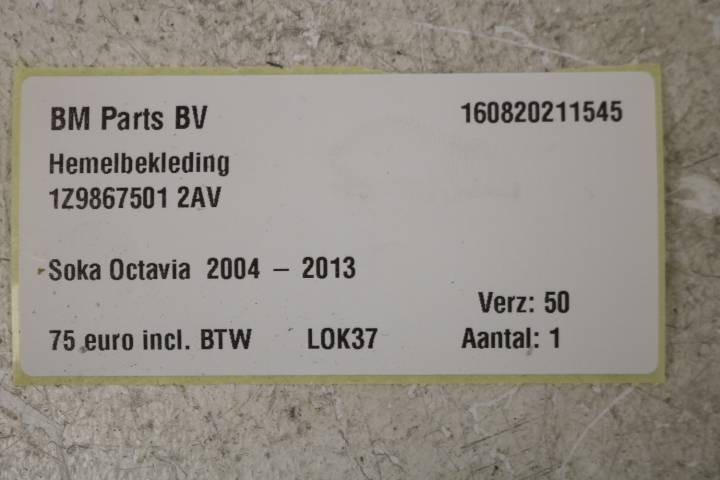 BM Parts BV 160820211545
Hemelbekleding
1Z9867501 2AV
Soka Octavia 2004 – 2013
Verz: 50
75 euro incl. BTW LOK37 Aantal: 1